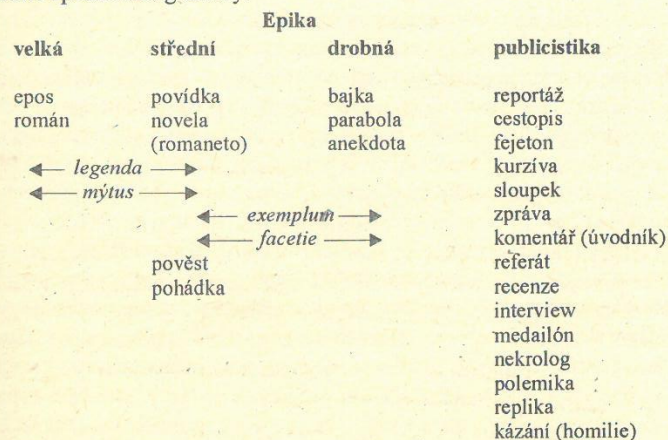 Epika
velká střední drobná publicistika
epos povídka bajka reportáž
román novela parabola cestopis
(romaneto) anekdota fejeton
legenda kurzíva
mýtus sloupek
exemplum zpráva
facetie komentář (úvodník)
pověst referát
pohádka recenze
interview
medailón
nekrolog
polemika
replika
kázání (homilie)